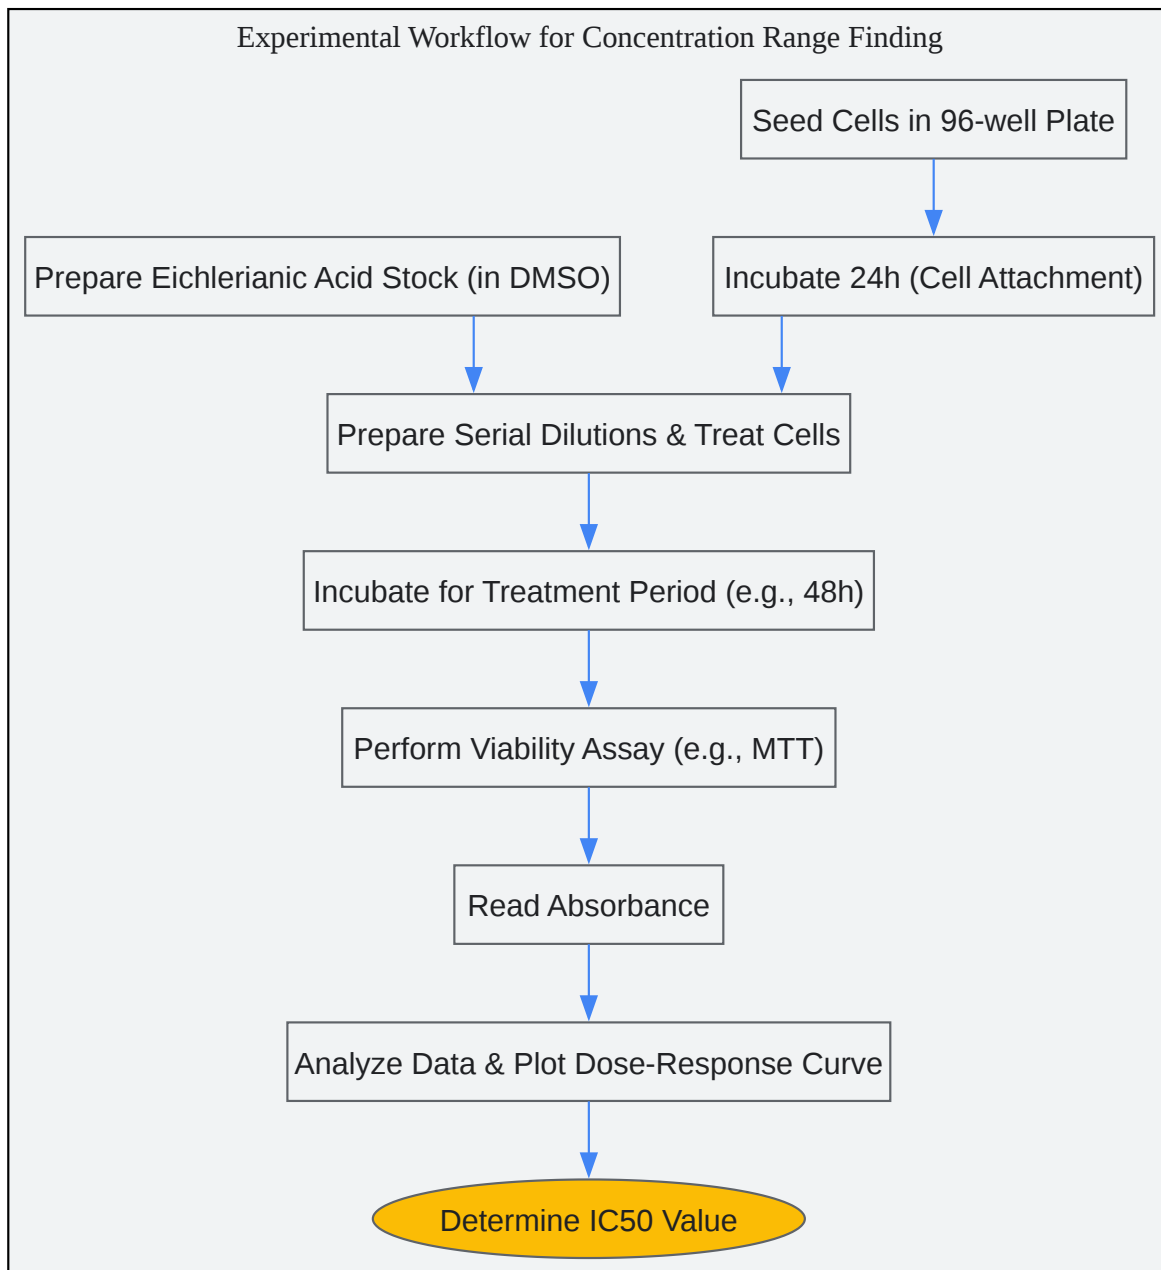 Experimental Workflow for Concentration Range Finding
Seed Cells in 96-well Plate
Prepare Eichlerianic Acid Stock (in DMSO)
Incubate 24h (Cell Attachment)
Prepare Serial Dilutions & Treat Cells
Incubate for Treatment Period (e.g., 48h)
Perform Viability Assay (e.g., MTT)
Read Absorbance
Analyze Data & Plot Dose-Response Curve
Determine IC50 Value